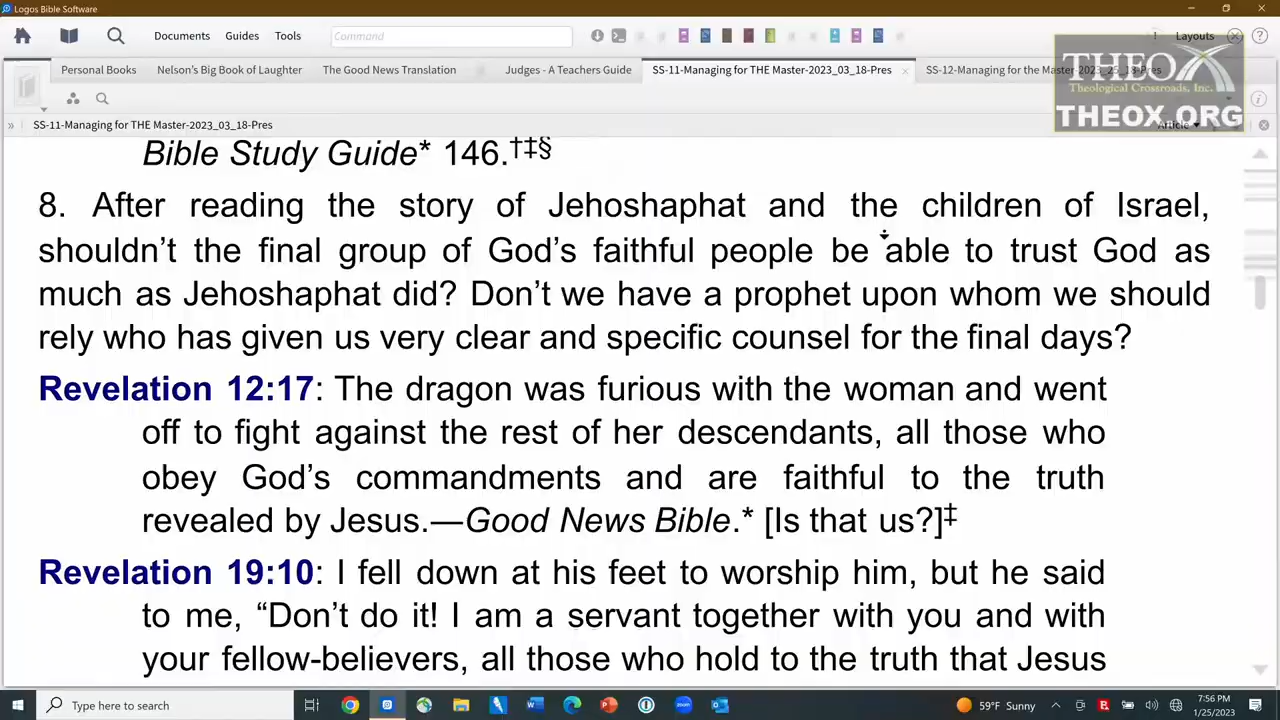 Logos Bible Software
Documents Guides Tools Command Layouts
THEOX
Theological Crossroads, Inc.
THEOX.ORG
Personal Books Nelson's Big Book of Laughter The Good News Judges - A Teachers Guide SS-11-Managing for THE Master-2023_03_18-Pres SS-12-Managing for the Master-2023_25_18-Pres
SS-11-Managing for THE Master-2023_03_18-Pres Article
Bible Study Guide* 146.†‡§
8. After reading the story of Jehoshaphat and the children of Israel,
shouldn't the final group of God's faithful people be able to trust God as
much as Jehoshaphat did? Don't we have a prophet upon whom we should
rely who has given us very clear and specific counsel for the final days?
Revelation 12:17: The dragon was furious with the woman and went
off to fight against the rest of her descendants, all those who
obey God's commandments and are faithful to the truth
revealed by Jesus.—Good News Bible.* [Is that us?]‡
Revelation 19:10: I fell down at his feet to worship him, but he said
to me, “Don't do it! I am a servant together with you and with
your fellow-believers, all those who hold to the truth that Jesus
Type here to search
59°F Sunny
7:56 PM
1/25/2023